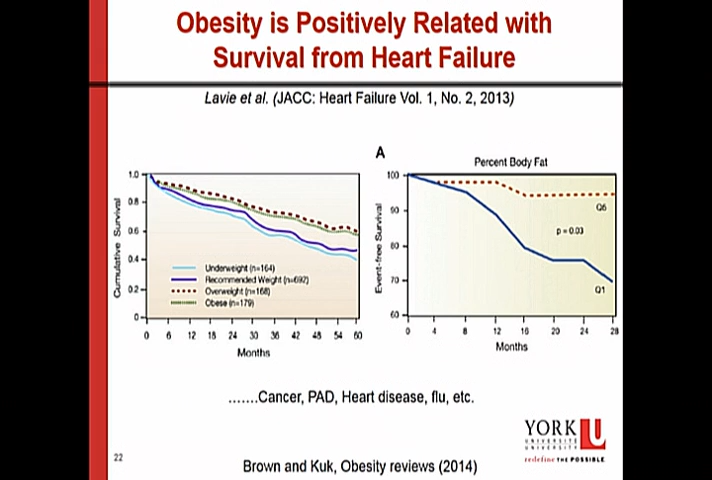 Obesity is Positively Related with
Survival from Heart Failure
Lavie et al. (JACC: Heart Failure Vol. 1, No. 2, 2013)
A
Percent Body Fat
1.0
0.8
0.6
0.4
0.2
0
Cumulative Survival
Underweight (n=164)
Recommended Weight (n=692)
Overweight (n=168)
Obese (n=179)
0 6 12 18 24 30 36 42 48 54 60
Months
100
90
80
70
60
Event-free Survival
Q5
p = 0.03
Q1
0 4 8 12 16 20 24 28
Months
.......Cancer, PAD, Heart disease, flu, etc.
YORK U
UNIVERSITÉ
UNIVERSITY
redefine THE POSSIBLE.
22
Brown and Kuk, Obesity reviews (2014)